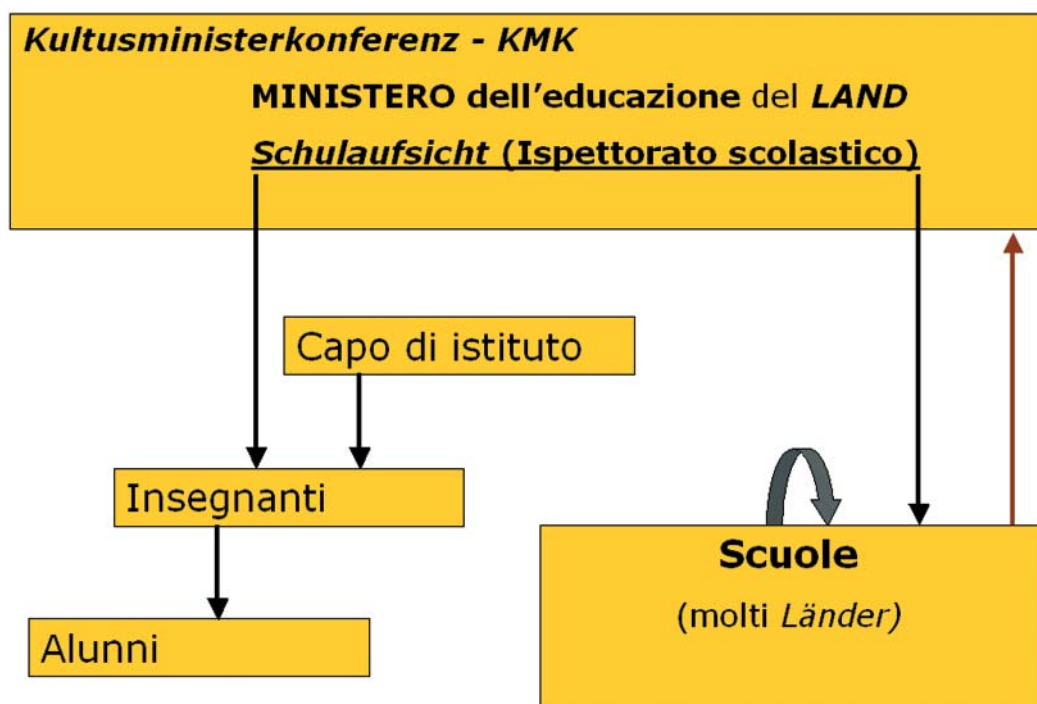 Kultusministerkonferenz - KMK
MINISTERO dell'educazione del LAND
Schulaufsicht (Ispettorato scolastico)
Capo di istituto
Insegnanti
Alunni
Scuole
(molti Länder)